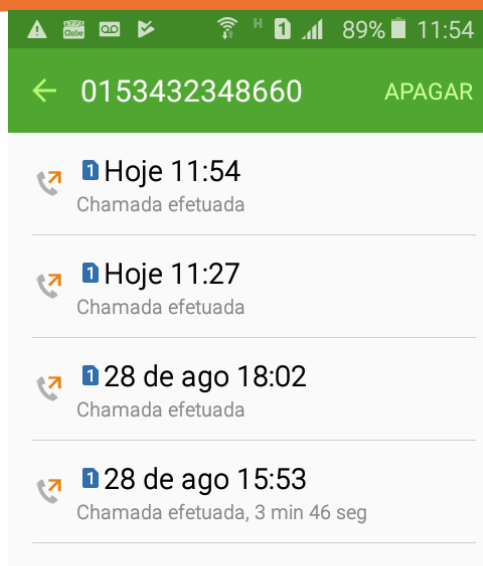 H 1 89% 11:54
0153432348660 APAGAR
1 Hoje 11:54
Chamada efetuada
1 Hoje 11:27
Chamada efetuada
1 28 de ago 18:02
Chamada efetuada
1 28 de ago 15:53
Chamada efetuada, 3 min 46 seg